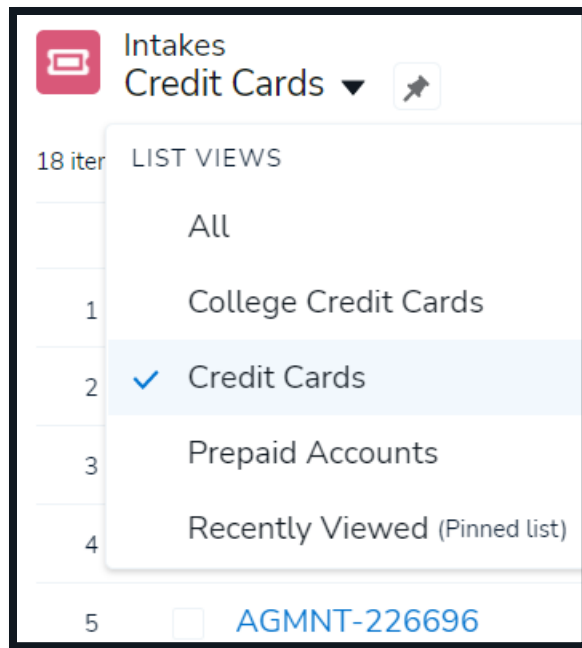 Intakes
Credit Cards
18 iter
LIST VIEWS
All
1
College Credit Cards
2
Credit Cards
3
Prepaid Accounts
4
Recently Viewed (Pinned list)
5
AGMNT-226696